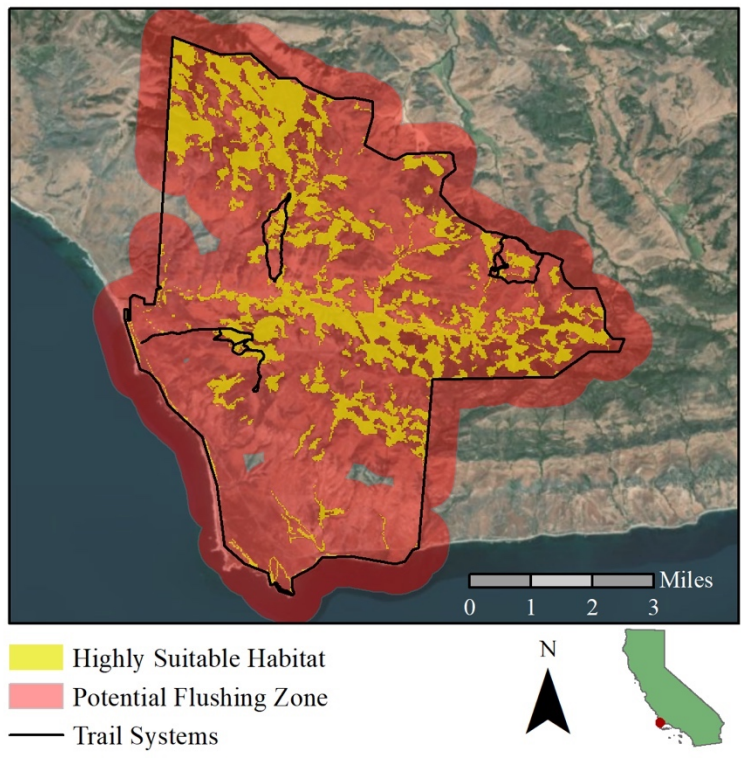 Miles
0 1 2 3
Highly Suitable Habitat
Potential Flushing Zone
Trail Systems
N